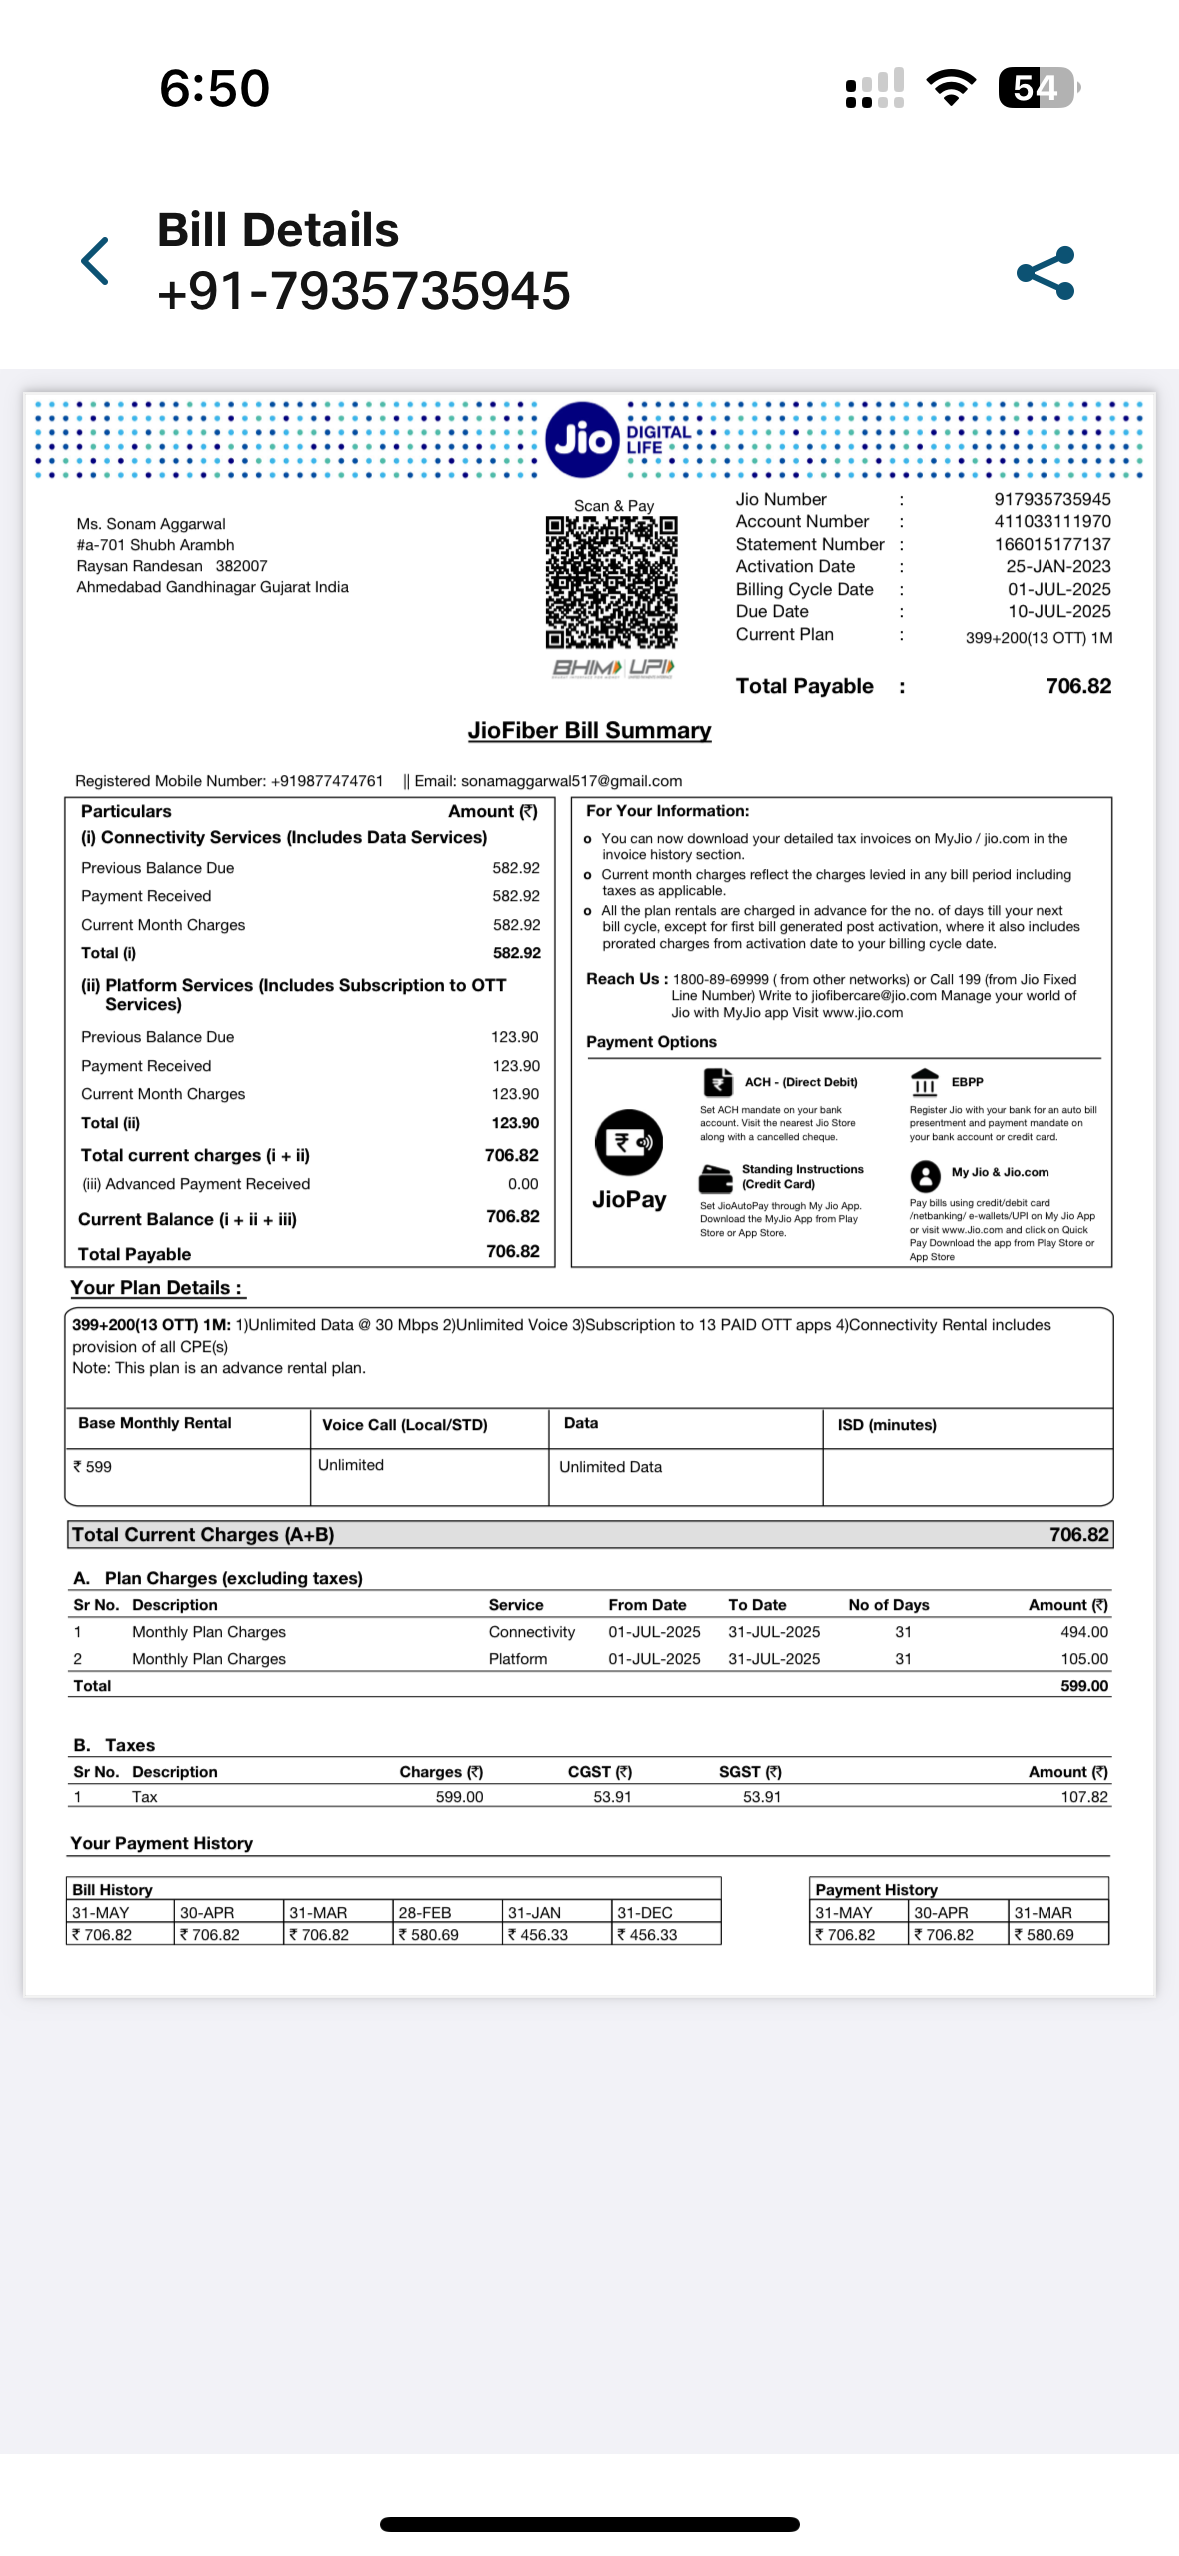 6:50
54
Bill Details
+91-7935735945
Jio DIGITAL LIFE
Ms. Sonam Aggarwal
#a-701 Shubh Arambh
Raysan Randesan 382007
Ahmedabad Gandhinagar Gujarat India
Scan & Pay
BHIM UPI
Jio Number : 917935735945
Account Number : 411033111970
Statement Number : 166015177137
Activation Date : 25-JAN-2023
Billing Cycle Date : 01-JUL-2025
Due Date : 10-JUL-2025
Current Plan : 399+200(13 OTT) 1M
Total Payable : 706.82
JioFiber Bill Summary
Registered Mobile Number: +919877474761 || Email: sonamaggarwal517@gmail.com
Particulars Amount (₹)
(i) Connectivity Services (Includes Data Services)
Previous Balance Due 582.92
Payment Received 582.92
Current Month Charges 582.92
Total (i) 582.92
(ii) Platform Services (Includes Subscription to OTT
Services)
Previous Balance Due 123.90
Payment Received 123.90
Current Month Charges 123.90
Total (ii) 123.90
Total current charges (i + ii) 706.82
(iii) Advanced Payment Received 0.00
Current Balance (i + ii + iii) 706.82
Total Payable 706.82
For Your Information:
o You can now download your detailed tax invoices on MyJio / jio.com in the
invoice history section.
o Current month charges reflect the charges levied in any bill period including
taxes as applicable.
o All the plan rentals are charged in advance for the no. of days till your next
bill cycle, except for first bill generated post activation, where it also includes
prorated charges from activation date to your billing cycle date.
Reach Us : 1800-89-69999 ( from other networks) or Call 199 (from Jio Fixed
Line Number) Write to jiofibercare@jio.com Manage your world of
Jio with MyJio app Visit www.jio.com
Payment Options
JioPay
ACH - (Direct Debit)
Set ACH mandate on your bank
account. Visit the nearest Jio Store
along with a cancelled cheque.
EBPP
Register Jio with your bank for an auto bill
presentment and payment mandate on
your bank account or credit card.
Standing Instructions
(Credit Card)
Set JioAutoPay through My Jio App.
Download the MyJio App from Play
Store or App Store.
My Jio & Jio.com
Pay bills using credit/debit card
/netbanking/ e-wallets/UPI on My Jio App
or visit www.Jio.com and click on Quick
Pay Download the app from Play Store or
App Store
Your Plan Details :
399+200(13 OTT) 1M: 1)Unlimited Data @ 30 Mbps 2)Unlimited Voice 3)Subscription to 13 PAID OTT apps 4)Connectivity Rental includes
provision of all CPE(s)
Note: This plan is an advance rental plan.
Base Monthly Rental Voice Call (Local/STD) Data ISD (minutes)
₹ 599 Unlimited Unlimited Data
Total Current Charges (A+B) 706.82
A. Plan Charges (excluding taxes)
Sr No. Description Service From Date To Date No of Days Amount (₹)
1 Monthly Plan Charges Connectivity 01-JUL-2025 31-JUL-2025 31 494.00
2 Monthly Plan Charges Platform 01-JUL-2025 31-JUL-2025 31 105.00
Total 599.00
B. Taxes
Sr No. Description Charges (₹) CGST (₹) SGST (₹) Amount (₹)
1 Tax 599.00 53.91 53.91 107.82
Your Payment History
Bill History
31-MAY 30-APR 31-MAR 28-FEB 31-JAN 31-DEC
₹ 706.82 ₹ 706.82 ₹ 706.82 ₹ 580.69 ₹ 456.33 ₹ 456.33
Payment History
31-MAY 30-APR 31-MAR
₹ 706.82 ₹ 706.82 ₹ 580.69